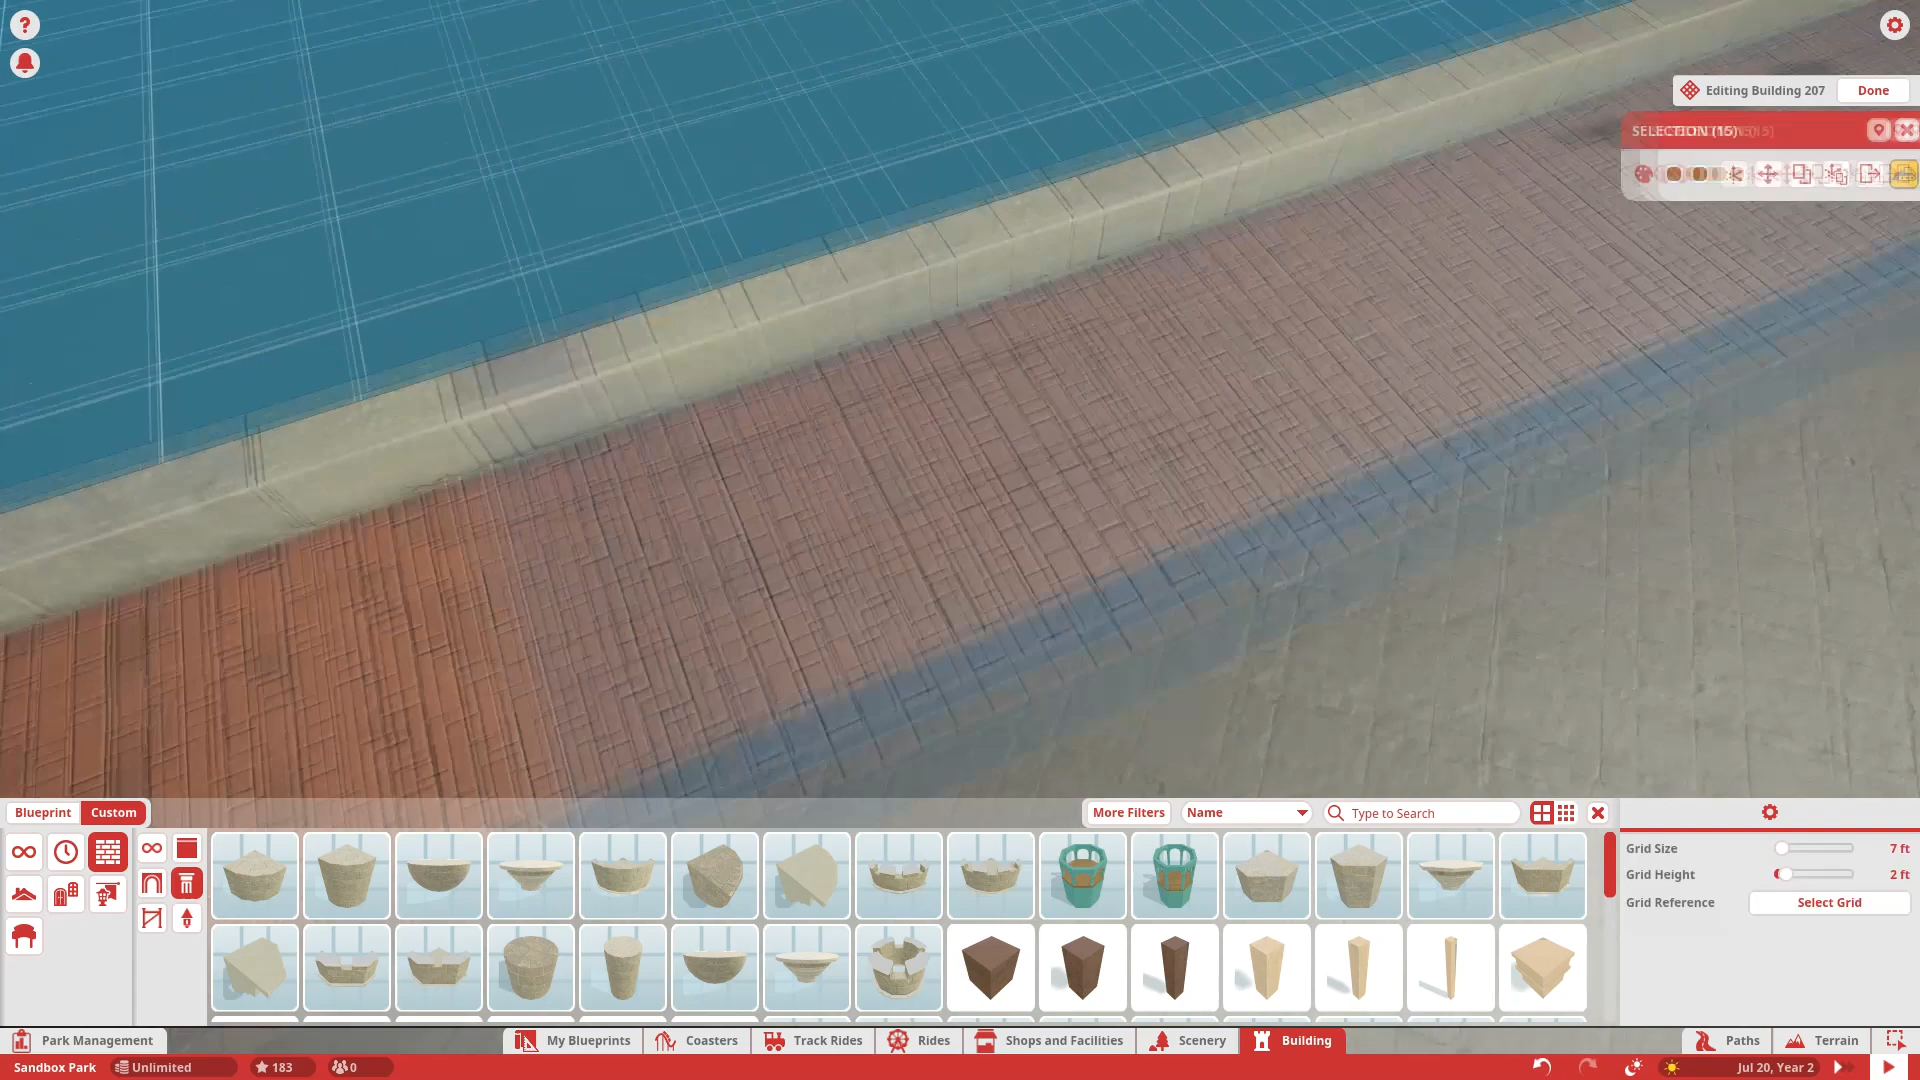 Editing Building 207
Done
SELECTION (15)
Blueprint
Custom
More Filters
Name
Type to Search
Grid Size
7 ft
Grid Height
2 ft
Grid Reference
Select Grid
Park Management
My Blueprints
Coasters
Track Rides
Rides
Shops and Facilities
Scenery
Building
Paths
Terrain
Sandbox Park
Unlimited
183
0
Jul 20, Year 2